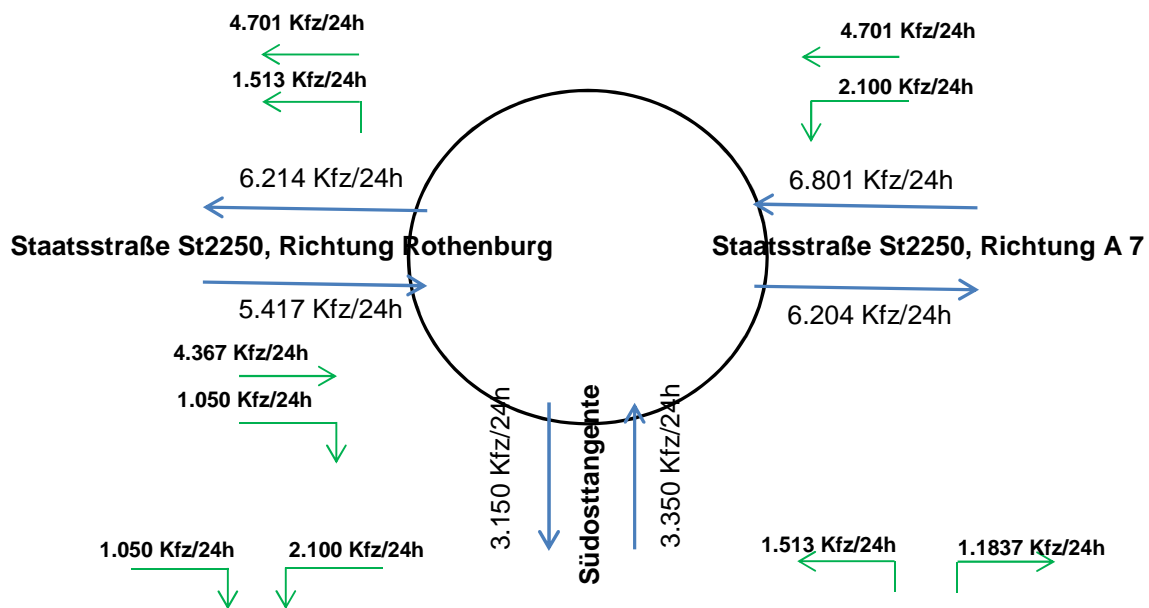 4.701 Kfz/24h
4.701 Kfz/24h
1.513 Kfz/24h
2.100 Kfz/24h
6.214 Kfz/24h
6.801 Kfz/24h
Staatsstraße St2250, Richtung Rothenburg
Staatsstraße St2250, Richtung A 7
5.417 Kfz/24h
6.204 Kfz/24h
4.367 Kfz/24h
1.050 Kfz/24h
3.150 Kfz/24h
Südosttangente
3.350 Kfz/24h
1.050 Kfz/24h
2.100 Kfz/24h
1.513 Kfz/24h
1.1837 Kfz/24h